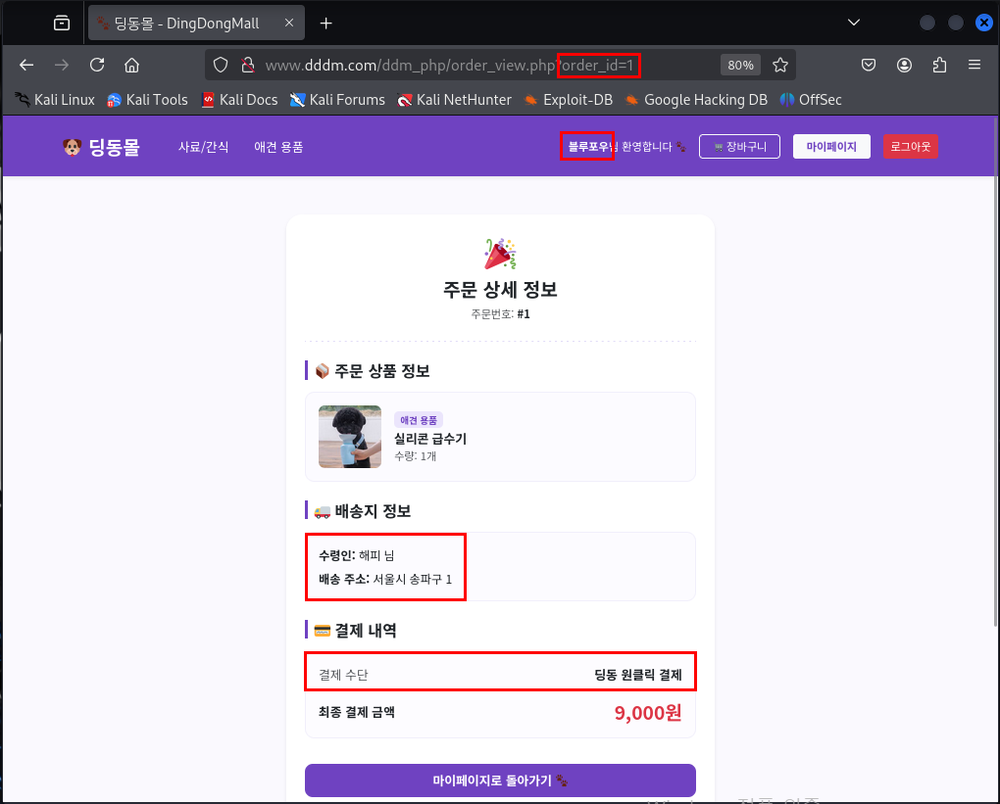 딩동몰 - DingDongMall
www.dddm.com/ddm_php/order_view.php?order_id=1
80%
Kali Linux Kali Tools Kali Docs Kali Forums Kali NetHunter Exploit-DB Google Hacking DB OffSec
딩동몰 사료/간식 애견 용품 블루포우님 환영합니다 장바구니 마이페이지 로그아웃
주문 상세 정보
주문번호: #1
주문 상품 정보
애견 용품
실리콘 급수기
수량: 1개
배송지 정보
수령인: 해피 님
배송 주소: 서울시 송파구 1
결제 내역
결제 수단 딩동 원클릭 결제
최종 결제 금액 9,000원
마이페이지로 돌아가기